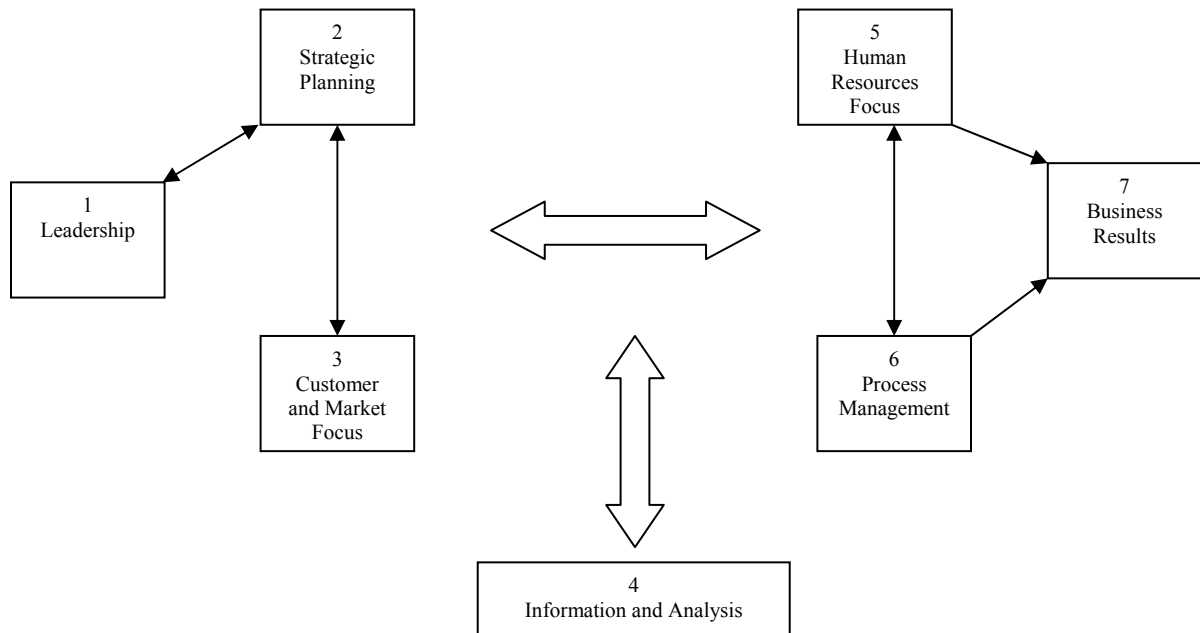 2
Strategic
Planning
5
Human
Resources
Focus
1
Leadership
7
Business
Results
3
Customer
and Market
Focus
6
Process
Management
4
Information and Analysis